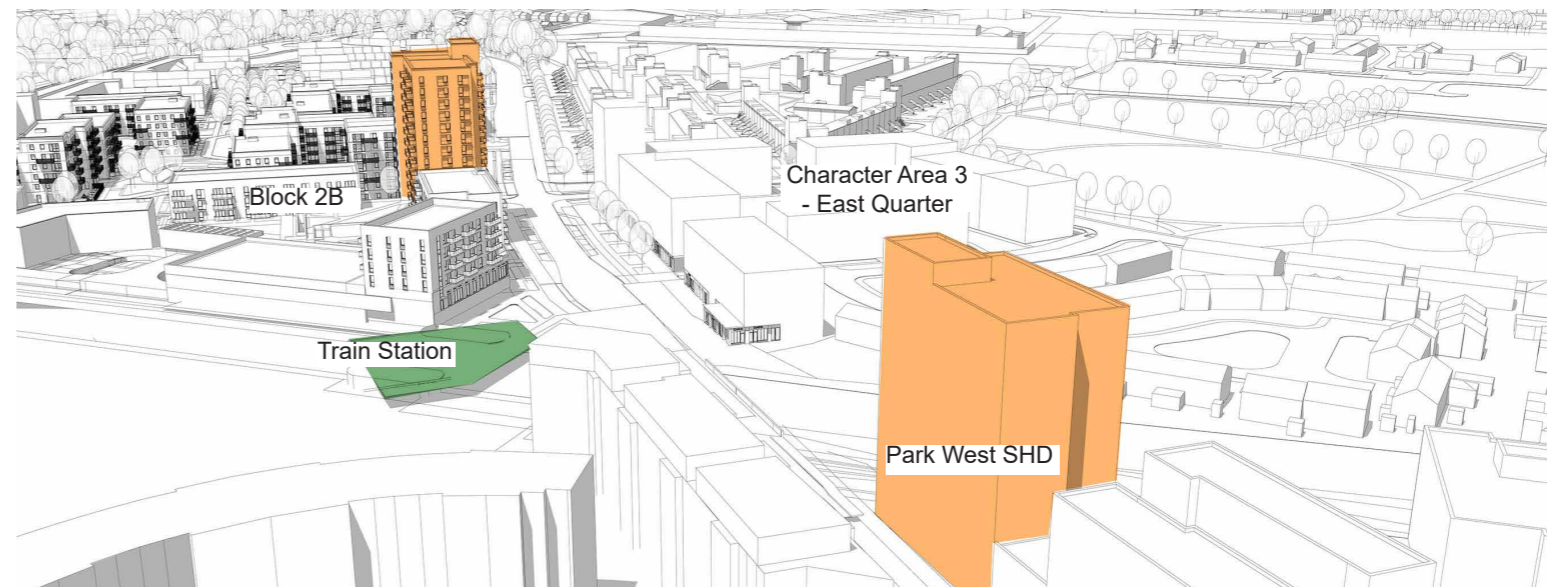 Block 2B
Character Area 3
- East Quarter
Train Station
Park West SHD